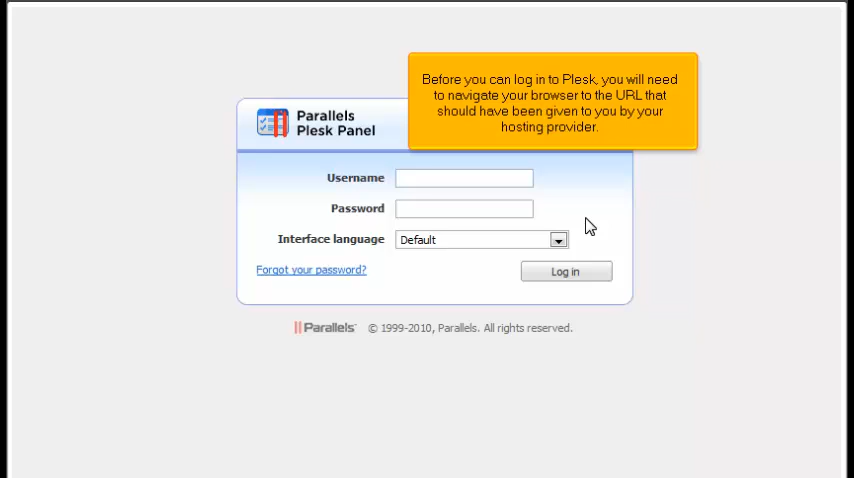 Before you can log in to Plesk, you will need
to navigate your browser to the URL that
should have been given to you by your
hosting provider.
Parallels
Plesk Panel
Username
Password
Interface language Default
Forgot your password? Log in
Parallels © 1999-2010, Parallels. All rights reserved.